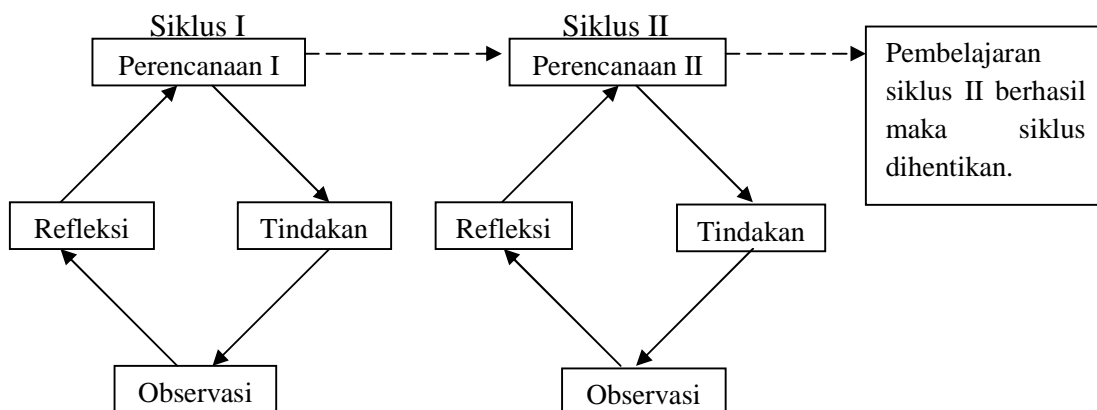 Siklus I
Perencanaan I
Refleksi
Tindakan
Observasi
Siklus II
Perencanaan II
Refleksi
Tindakan
Observasi
Pembelajaran
siklus II berhasil
maka siklus
dihentikan.